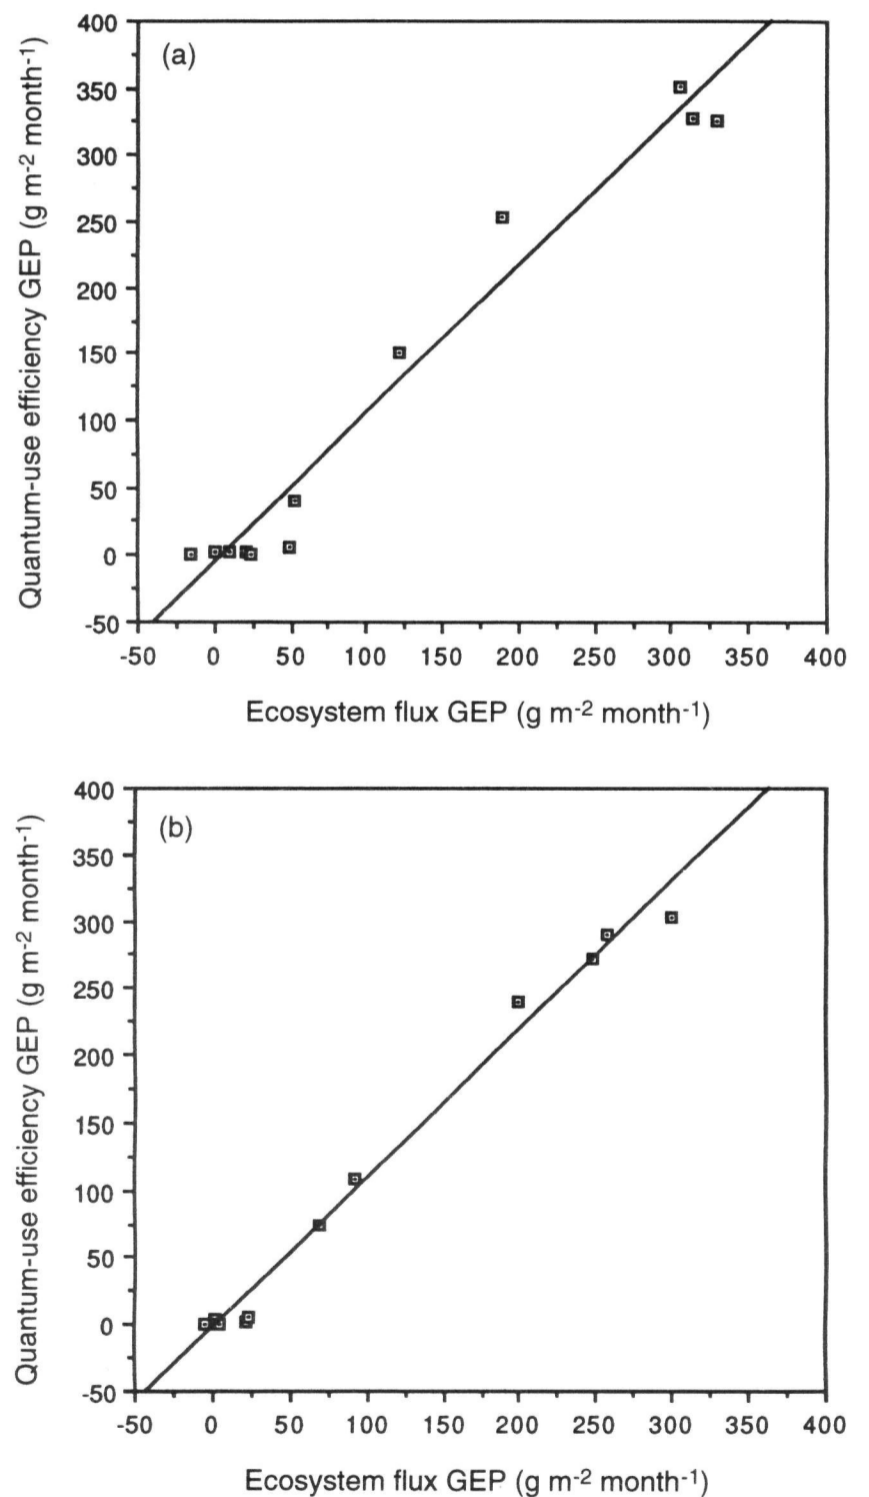 (a)
Quantum-use efficiency GEP (g m-2 month-1)
400
350
300
250
200
150
100
50
0
-50
-50 0 50 100 150 200 250 300 350 400
Ecosystem flux GEP (g m-2 month-1)
(b)
Quantum-use efficiency GEP (g m-2 month-1)
400
350
300
250
200
150
100
50
0
-50
-50 0 50 100 150 200 250 300 350 400
Ecosystem flux GEP (g m-2 month-1)